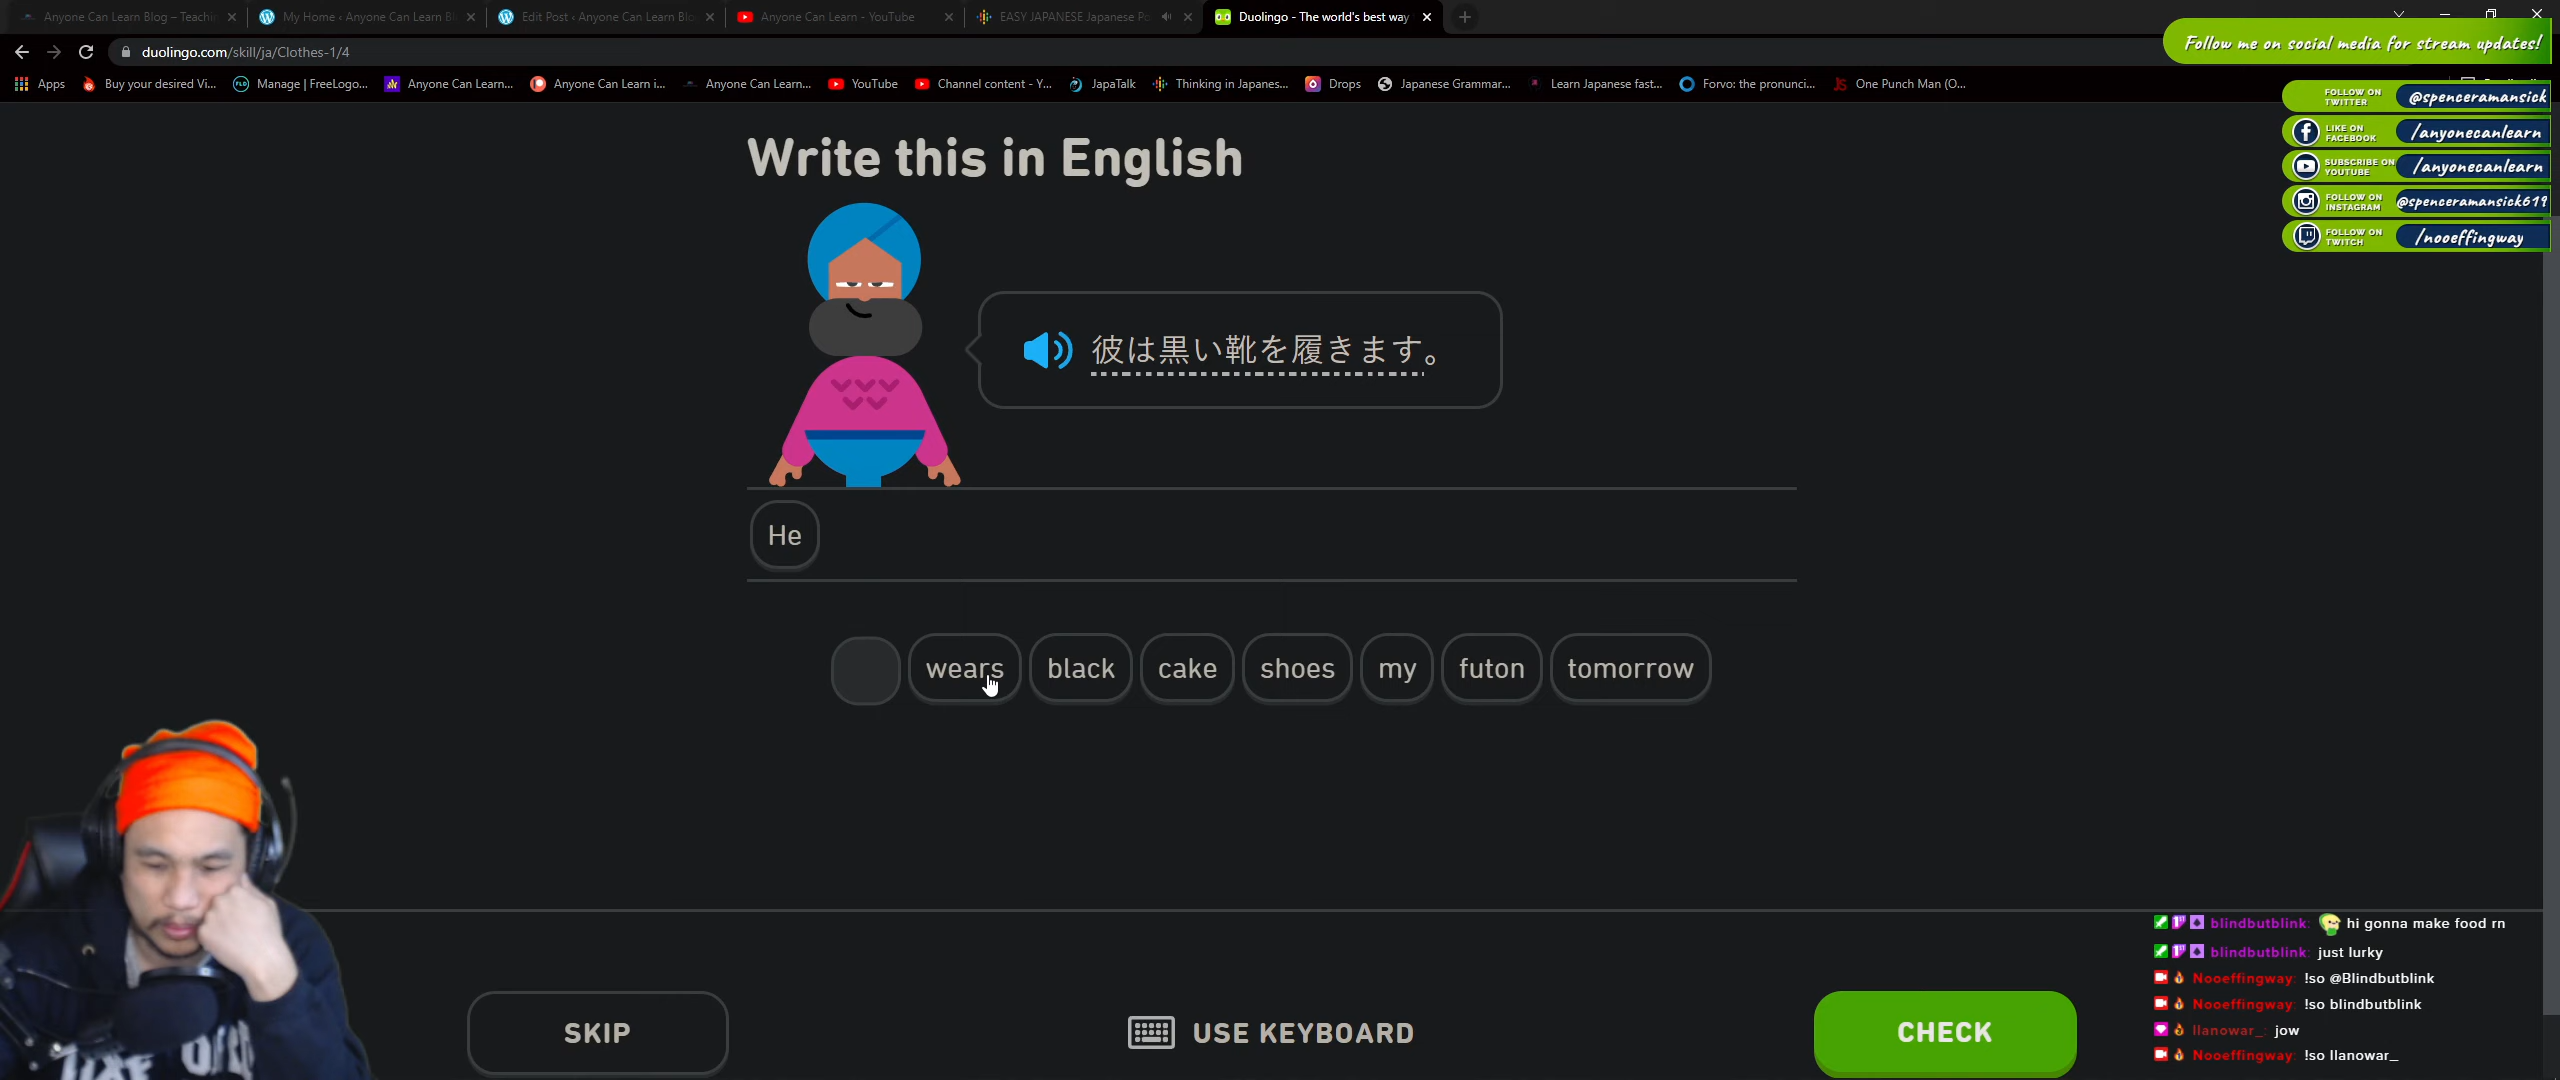 Anyone Can Learn Blog – Teachin
My Home ‹ Anyone Can Learn Bl
Edit Post ‹ Anyone Can Learn Blo
Anyone Can Learn - YouTube
EASY JAPANESE Japanese Po
Duolingo - The world's best way
duolingo.com/skill/ja/Clothes-1/4
Apps
Buy your desired Vi...
Manage | FreeLogo...
Anyone Can Learn...
Anyone Can Learn i...
Anyone Can Learn...
YouTube
Channel content - Y...
JapaTalk
Thinking in Japanes...
Drops
Japanese Grammar...
Learn Japanese fast...
Forvo: the pronunci...
One Punch Man (O...
Follow me on social media for stream updates!
FOLLOW ON TWITTER
@spenceramansick
LIKE ON FACEBOOK
/anyonecanlearn
SUBSCRIBE ON YOUTUBE
/anyonecanlearn
FOLLOW ON INSTAGRAM
@spenceramansick619
FOLLOW ON TWITCH
/nooeffingway
Write this in English
彼は黒い靴を履きます。
He
wears black cake shoes my futon tomorrow
blindbutblink: hi gonna make food rn
blindbutblink: just lurky
Nooeffingway: !so @Blindbutblink
Nooeffingway: !so blindbutblink
llanowar_: jow
Nooeffingway: !so llanowar_
SKIP
USE KEYBOARD
CHECK